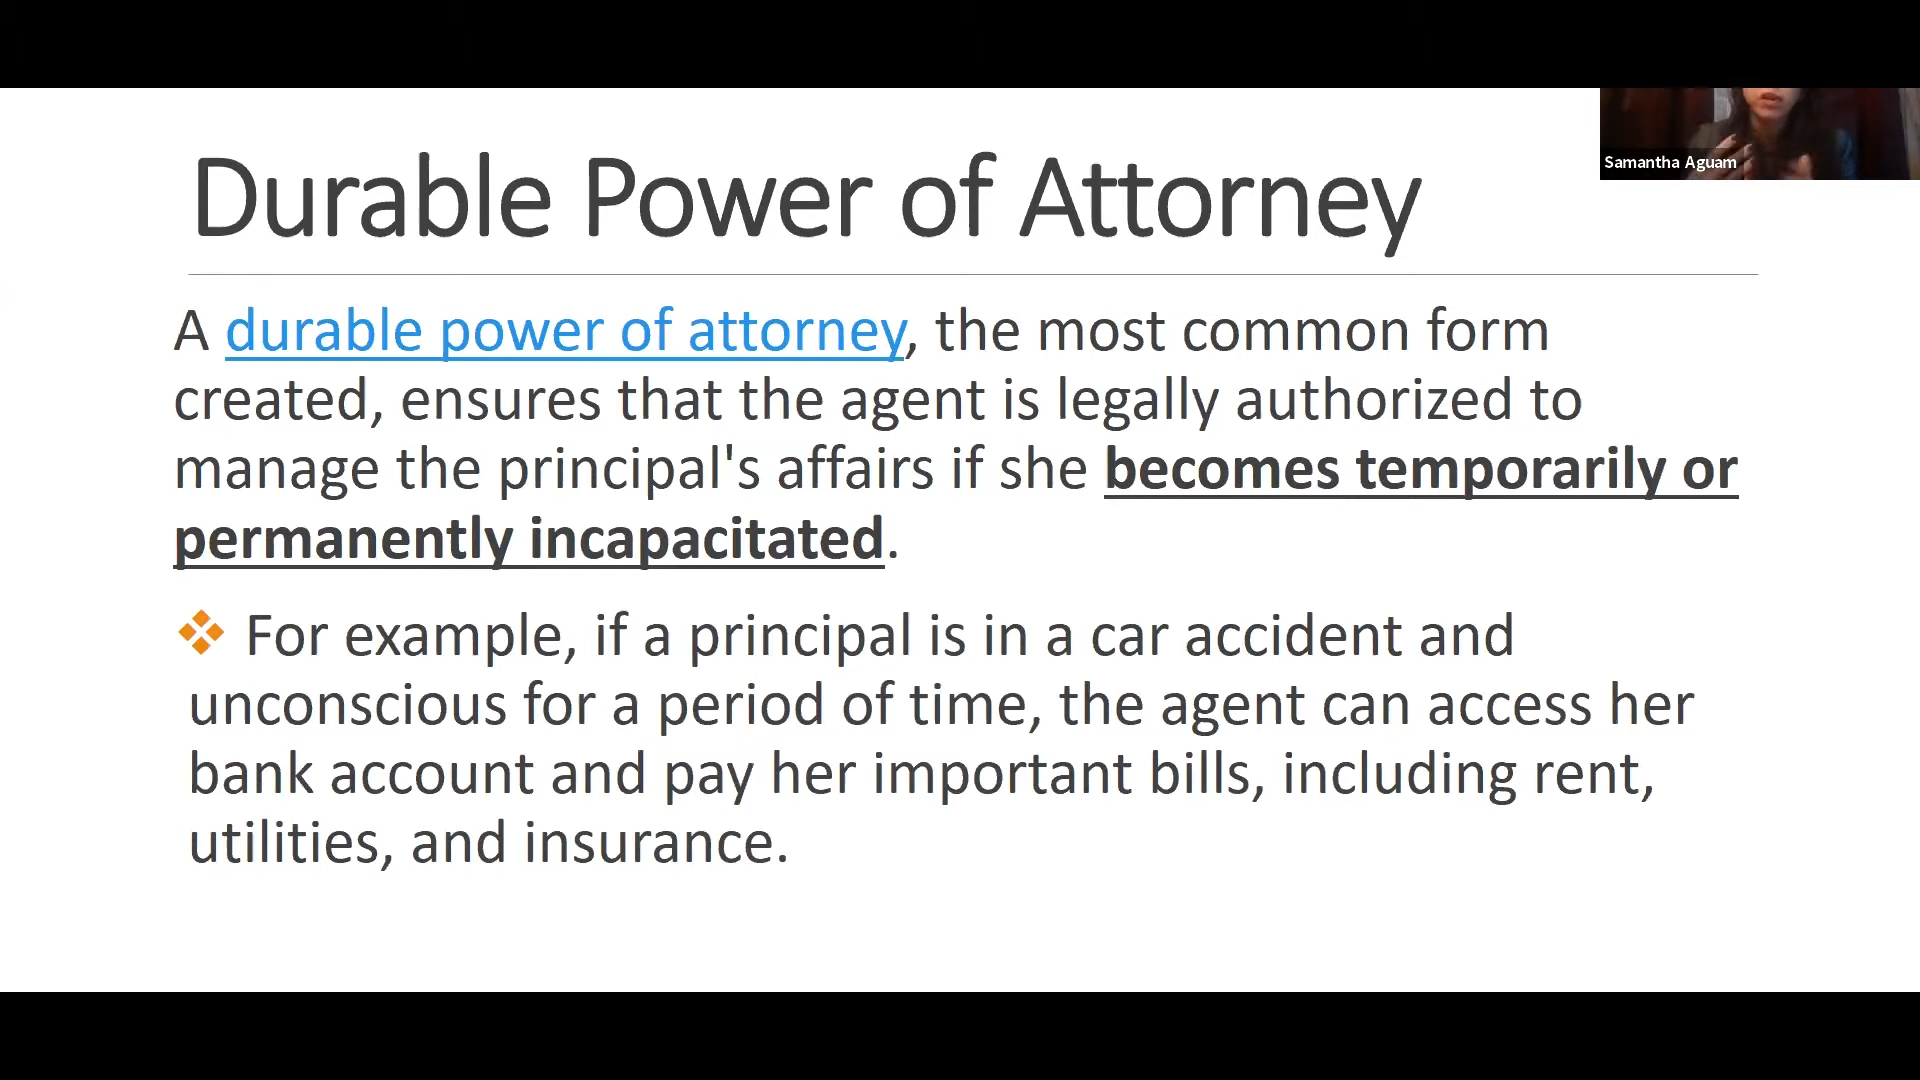 Durable Power of Attorney
Samantha Aguam
A durable power of attorney, the most common form
created, ensures that the agent is legally authorized to
manage the principal's affairs if she becomes temporarily or
permanently incapacitated.
For example, if a principal is in a car accident and
unconscious for a period of time, the agent can access her
bank account and pay her important bills, including rent,
utilities, and insurance.